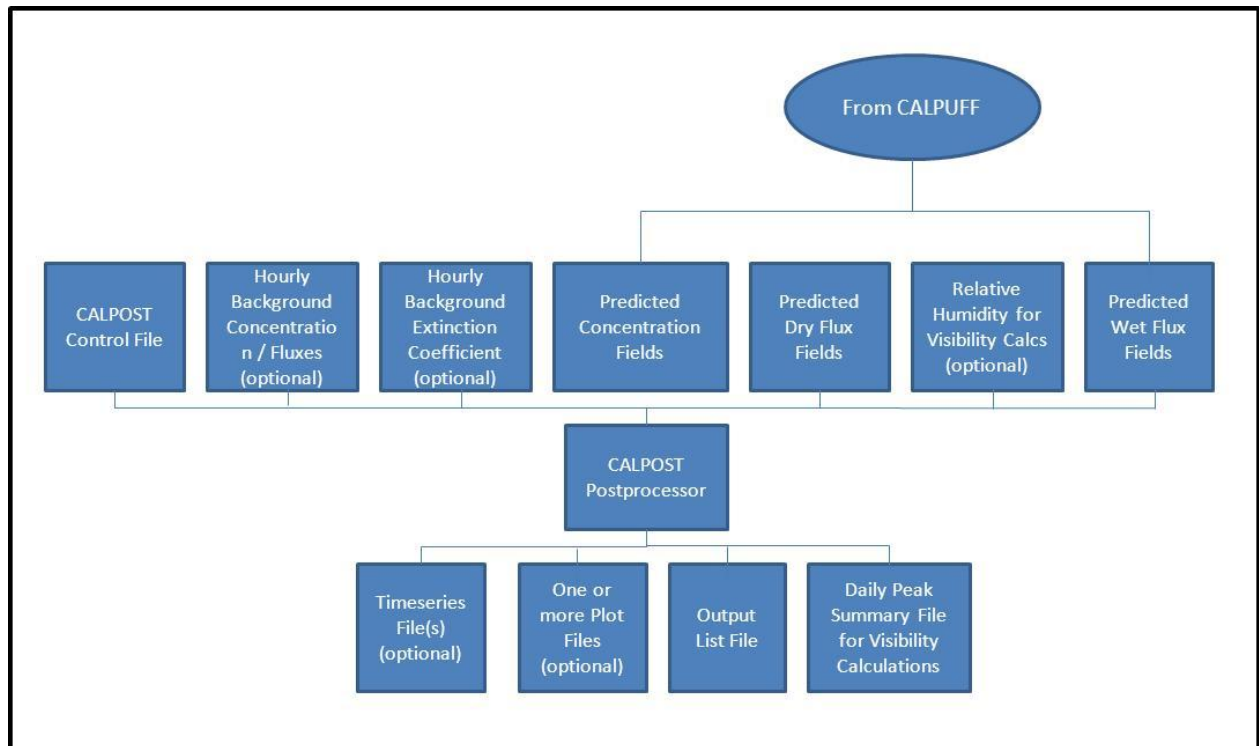 From CALPUFF
CALPOST
Control File
Hourly
Background
Concentratio
n / Fluxes
(optional)
Hourly
Background
Extinction
Coefficient
(optional)
Predicted
Concentration
Fields
Predicted
Dry Flux
Fields
Relative
Humidity for
Visibility Calcs
(optional)
Predicted
Wet Flux
Fields
CALPOST
Postprocessor
Timeseries
File(s)
(optional)
One or
more Plot
Files
(optional)
Output
List File
Daily Peak
Summary File
for Visibility
Calculations